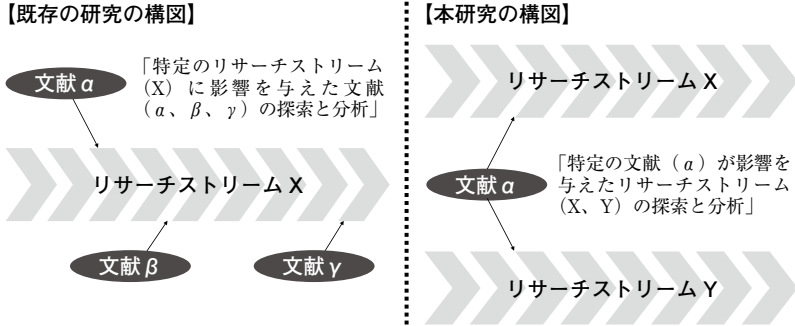 【既存の研究の構図】
文献 α
「特定のリサーチストリーム
（X）に影響を与えた文献
（α、β、γ）の探索と分析」
リサーチストリーム X
文献 β
文献 γ
【本研究の構図】
リサーチストリーム X
文献 α
「特定の文献（α）が影響を
与えたリサーチストリーム
（X、Y）の探索と分析」
リサーチストリーム Y